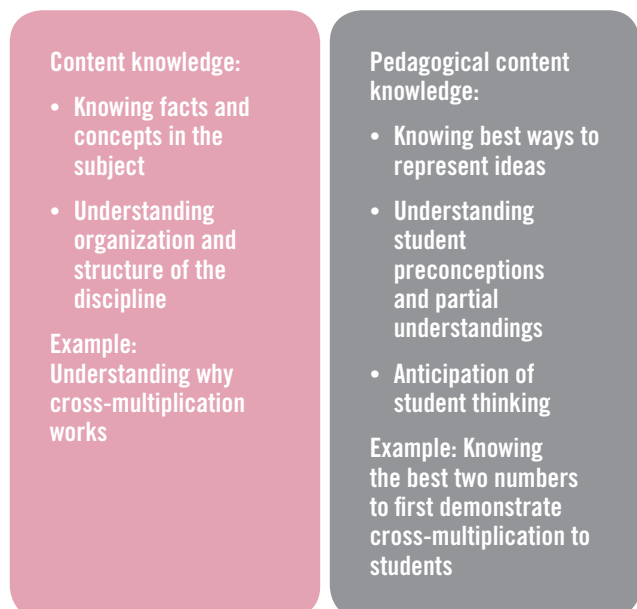 Content knowledge:
• Knowing facts and
concepts in the
subject
• Understanding
organization and
structure of the
discipline
Example:
Understanding why
cross-multiplication
works
Pedagogical content
knowledge:
• Knowing best ways to
represent ideas
• Understanding
student
preconceptions
and partial
understandings
• Anticipation of
student thinking
Example: Knowing
the best two numbers
to first demonstrate
cross-multiplication to
students